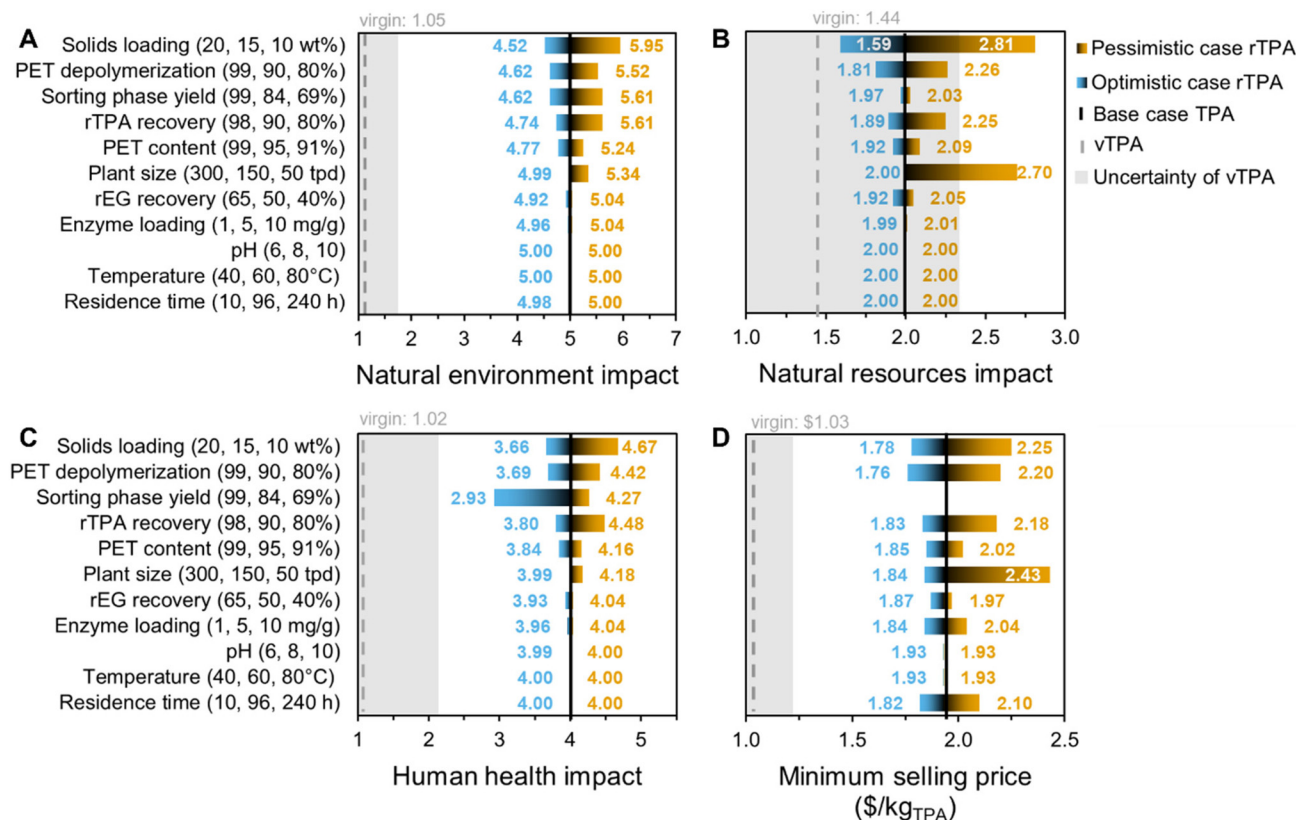 virgin: 1.05
A
Solids loading (20, 15, 10 wt%) 4.52 5.95
PET depolymerization (99, 90, 80%) 4.62 5.52
Sorting phase yield (99, 84, 69%) 4.62 5.61
rTPA recovery (98, 90, 80%) 4.74 5.61
PET content (99, 95, 91%) 4.77 5.24
Plant size (300, 150, 50 tpd) 4.99 5.34
rEG recovery (65, 50, 40%) 4.92 5.04
Enzyme loading (1, 5, 10 mg/g) 4.96 5.04
pH (6, 8, 10) 5.00 5.00
Temperature (40, 60, 80°C) 5.00 5.00
Residence time (10, 96, 240 h) 4.98 5.00
1 2 3 4 5 6 7
Natural environment impact
virgin: 1.44
B
1.59 2.81
1.81 2.26
1.97 2.03
1.89 2.25
1.92 2.09
2.00 2.70
1.92 2.05
1.99 2.01
2.00 2.00
2.00 2.00
2.00 2.00
1.0 1.5 2.0 2.5 3.0
Natural resources impact
Pessimistic case rTPA
Optimistic case rTPA
Base case TPA
vTPA
Uncertainty of vTPA
virgin: 1.02
C
Solids loading (20, 15, 10 wt%) 3.66 4.67
PET depolymerization (99, 90, 80%) 3.69 4.42
Sorting phase yield (99, 84, 69%) 2.93 4.27
rTPA recovery (98, 90, 80%) 3.80 4.48
PET content (99, 95, 91%) 3.84 4.16
Plant size (300, 150, 50 tpd) 3.99 4.18
rEG recovery (65, 50, 40%) 3.93 4.04
Enzyme loading (1, 5, 10 mg/g) 3.96 4.04
pH (6, 8, 10) 3.99 4.00
Temperature (40, 60, 80°C) 4.00 4.00
Residence time (10, 96, 240 h) 4.00 4.00
1 2 3 4 5
Human health impact
virgin: $1.03
D
1.78 2.25
1.76 2.20
1.83 2.18
1.85 2.02
1.84 2.43
1.87 1.97
1.84 2.04
1.93 1.93
1.93 1.93
1.82 2.10
1.0 1.5 2.0 2.5
Minimum selling price
($/kgTPA)